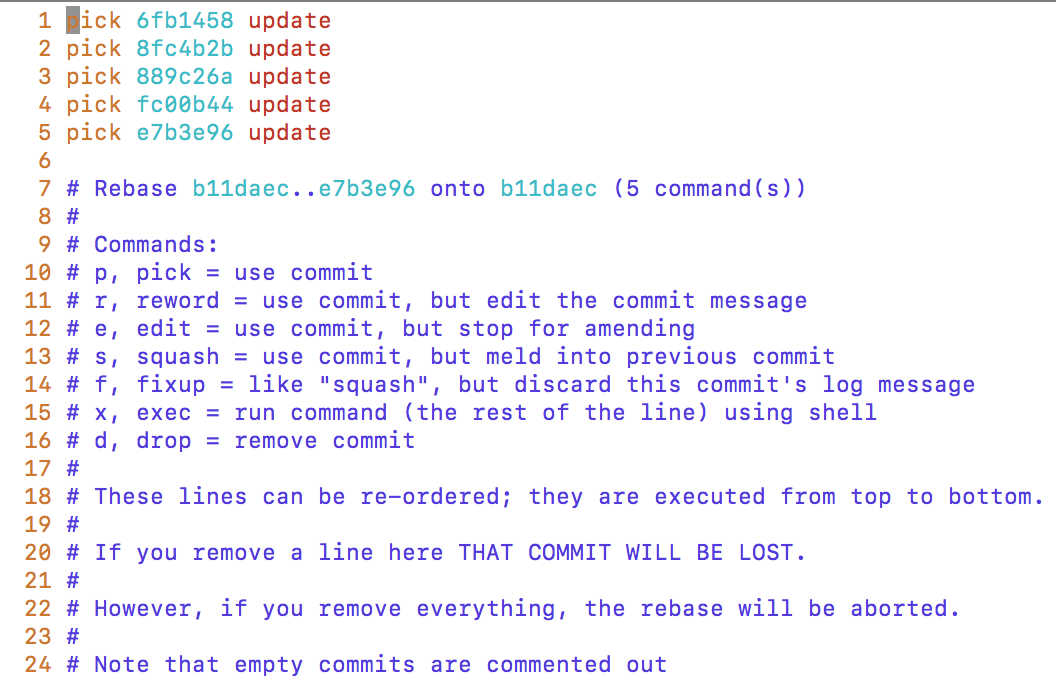 1 pick 6fb1458 update
2 pick 8fc4b2b update
3 pick 889c26a update
4 pick fc00b44 update
5 pick e7b3e96 update
6
7 # Rebase b11daec..e7b3e96 onto b11daec (5 command(s))
8 #
9 # Commands:
10 # p, pick = use commit
11 # r, reword = use commit, but edit the commit message
12 # e, edit = use commit, but stop for amending
13 # s, squash = use commit, but meld into previous commit
14 # f, fixup = like "squash", but discard this commit's log message
15 # x, exec = run command (the rest of the line) using shell
16 # d, drop = remove commit
17 #
18 # These lines can be re-ordered; they are executed from top to bottom.
19 #
20 # If you remove a line here THAT COMMIT WILL BE LOST.
21 #
22 # However, if you remove everything, the rebase will be aborted.
23 #
24 # Note that empty commits are commented out